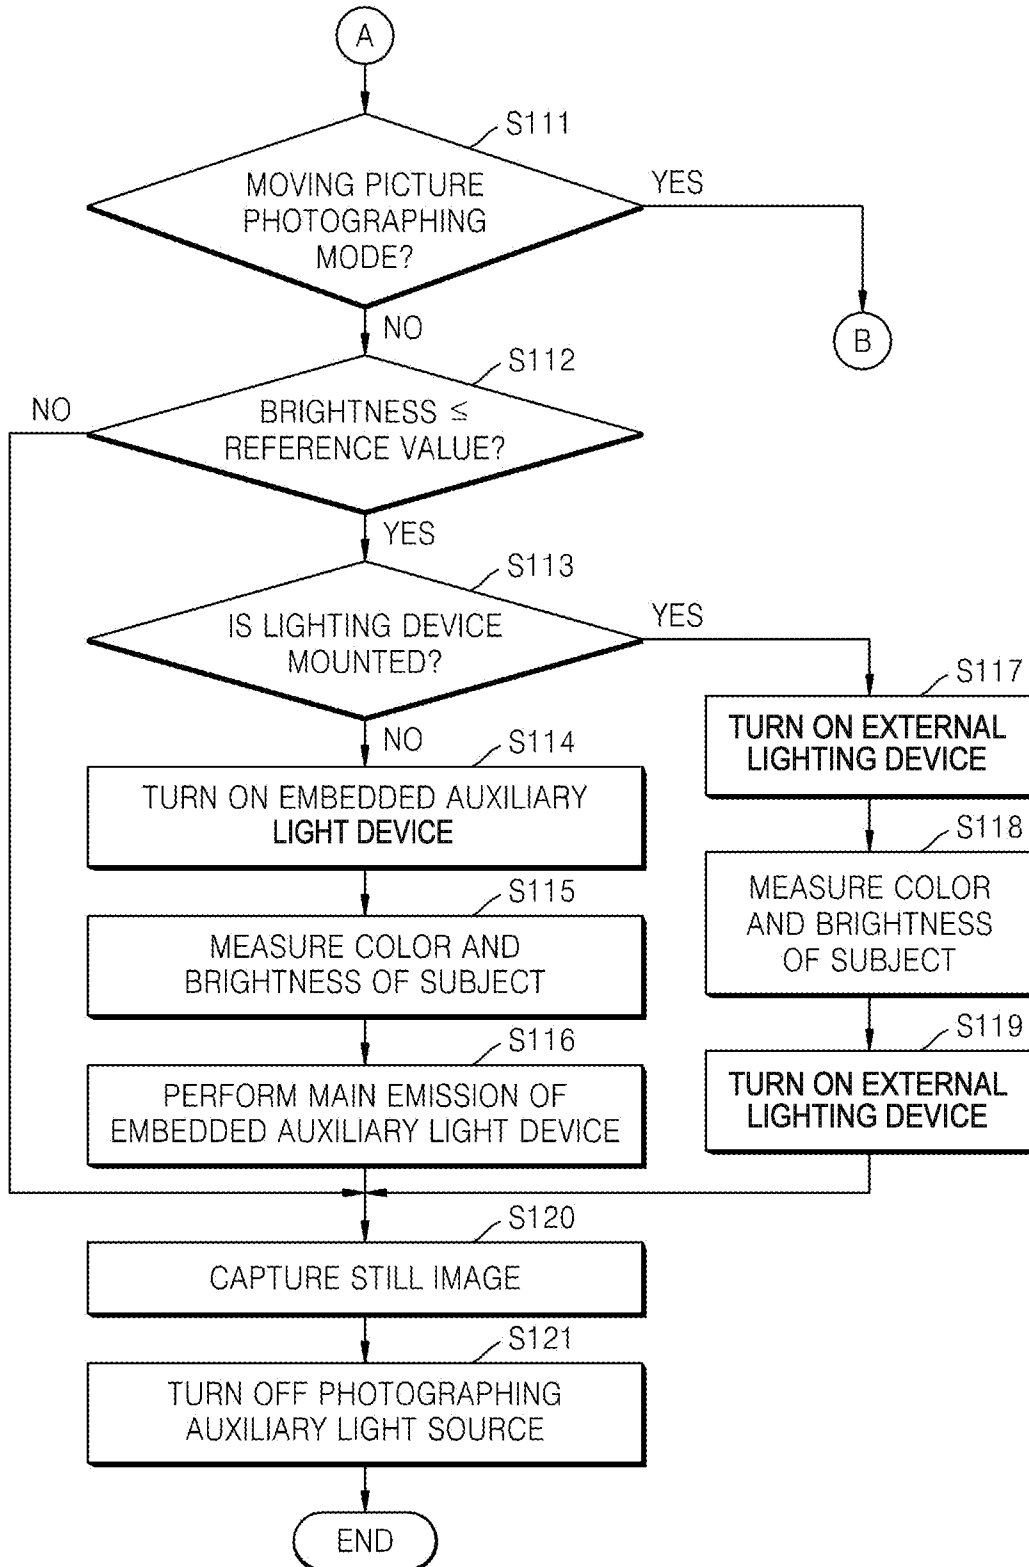 A
S111
MOVING PICTURE
PHOTOGRAPHING
MODE?
YES
B
NO
S112
BRIGHTNESS ≤
REFERENCE VALUE?
NO
YES
S113
IS LIGHTING DEVICE
MOUNTED?
YES
NO
S114
TURN ON EMBEDDED AUXILIARY
LIGHT DEVICE
S115
MEASURE COLOR AND
BRIGHTNESS OF SUBJECT
S116
PERFORM MAIN EMISSION OF
EMBEDDED AUXILIARY LIGHT DEVICE
S117
TURN ON EXTERNAL
LIGHTING DEVICE
S118
MEASURE COLOR
AND BRIGHTNESS
OF SUBJECT
S119
TURN ON EXTERNAL
LIGHTING DEVICE
S120
CAPTURE STILL IMAGE
S121
TURN OFF PHOTOGRAPHING
AUXILIARY LIGHT SOURCE
END